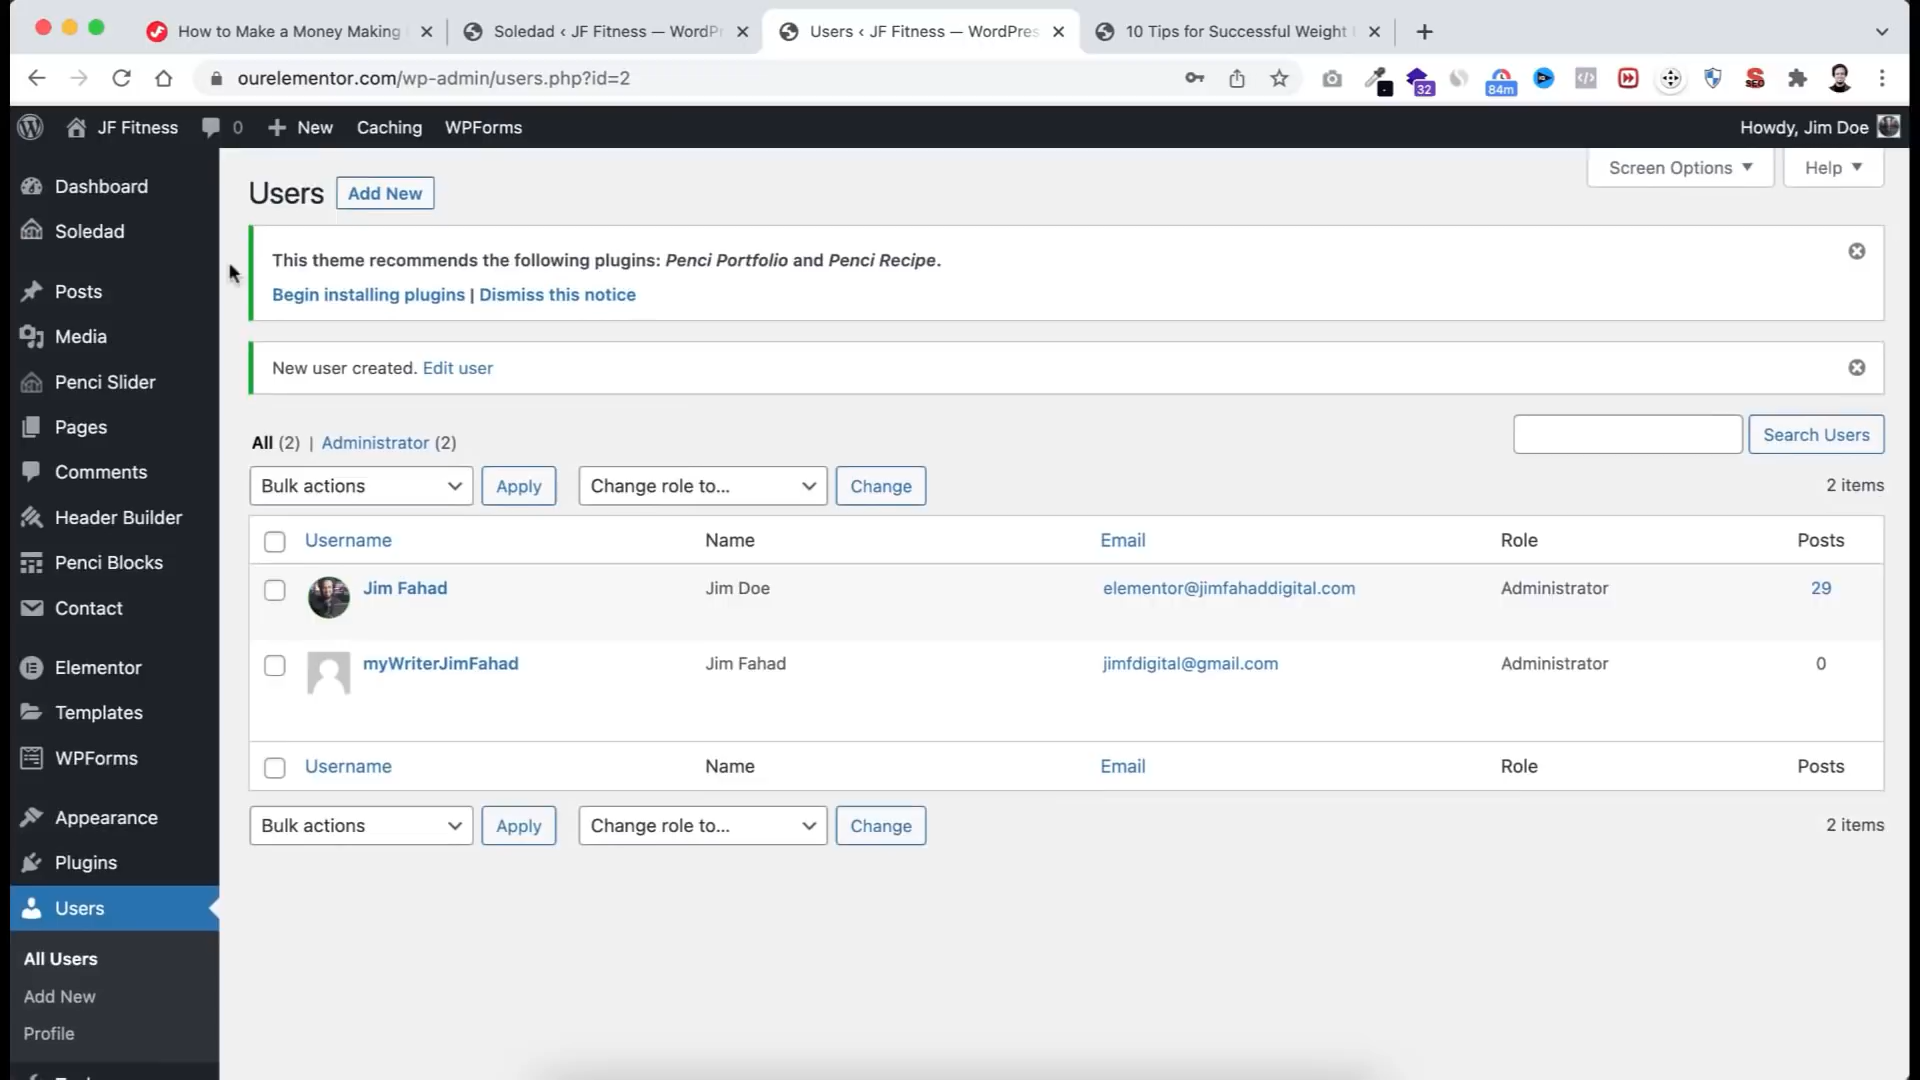 How to Make a Money Making
Soledad ‹ JF Fitness — WordPr
Users ‹ JF Fitness — WordPres
10 Tips for Successful Weight
ourelementor.com/wp-admin/users.php?id=2
32
84m
SEO
JF Fitness
0
New
Caching
WPForms
Howdy, Jim Doe
Dashboard
Soledad
Posts
Media
Penci Slider
Pages
Comments
Header Builder
Penci Blocks
Contact
Elementor
Templates
WPForms
Appearance
Plugins
Users
All Users
Add New
Profile
Screen Options
Help
Users
Add New
This theme recommends the following plugins: Penci Portfolio and Penci Recipe.
Begin installing plugins | Dismiss this notice
New user created. Edit user
All (2) | Administrator (2)
Search Users
Bulk actions
Apply
Change role to...
Change
2 items
Username Name Email Role Posts
Jim Fahad Jim Doe elementor@jimfahaddigital.com Administrator 29
myWriterJimFahad Jim Fahad jimfdigital@gmail.com Administrator 0
Username Name Email Role Posts
Bulk actions
Apply
Change role to...
Change
2 items